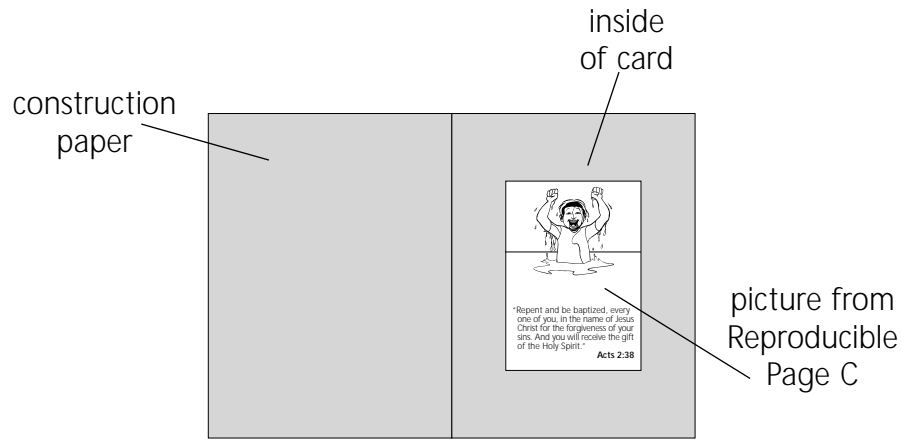 inside
of card
construction
paper
"Repent and be baptized, every
one of you, in the name of Jesus
Christ for the forgiveness of your
sins. And you will receive the gift
of the Holy Spirit."
Acts 2:38
picture from
Reproducible
Page C